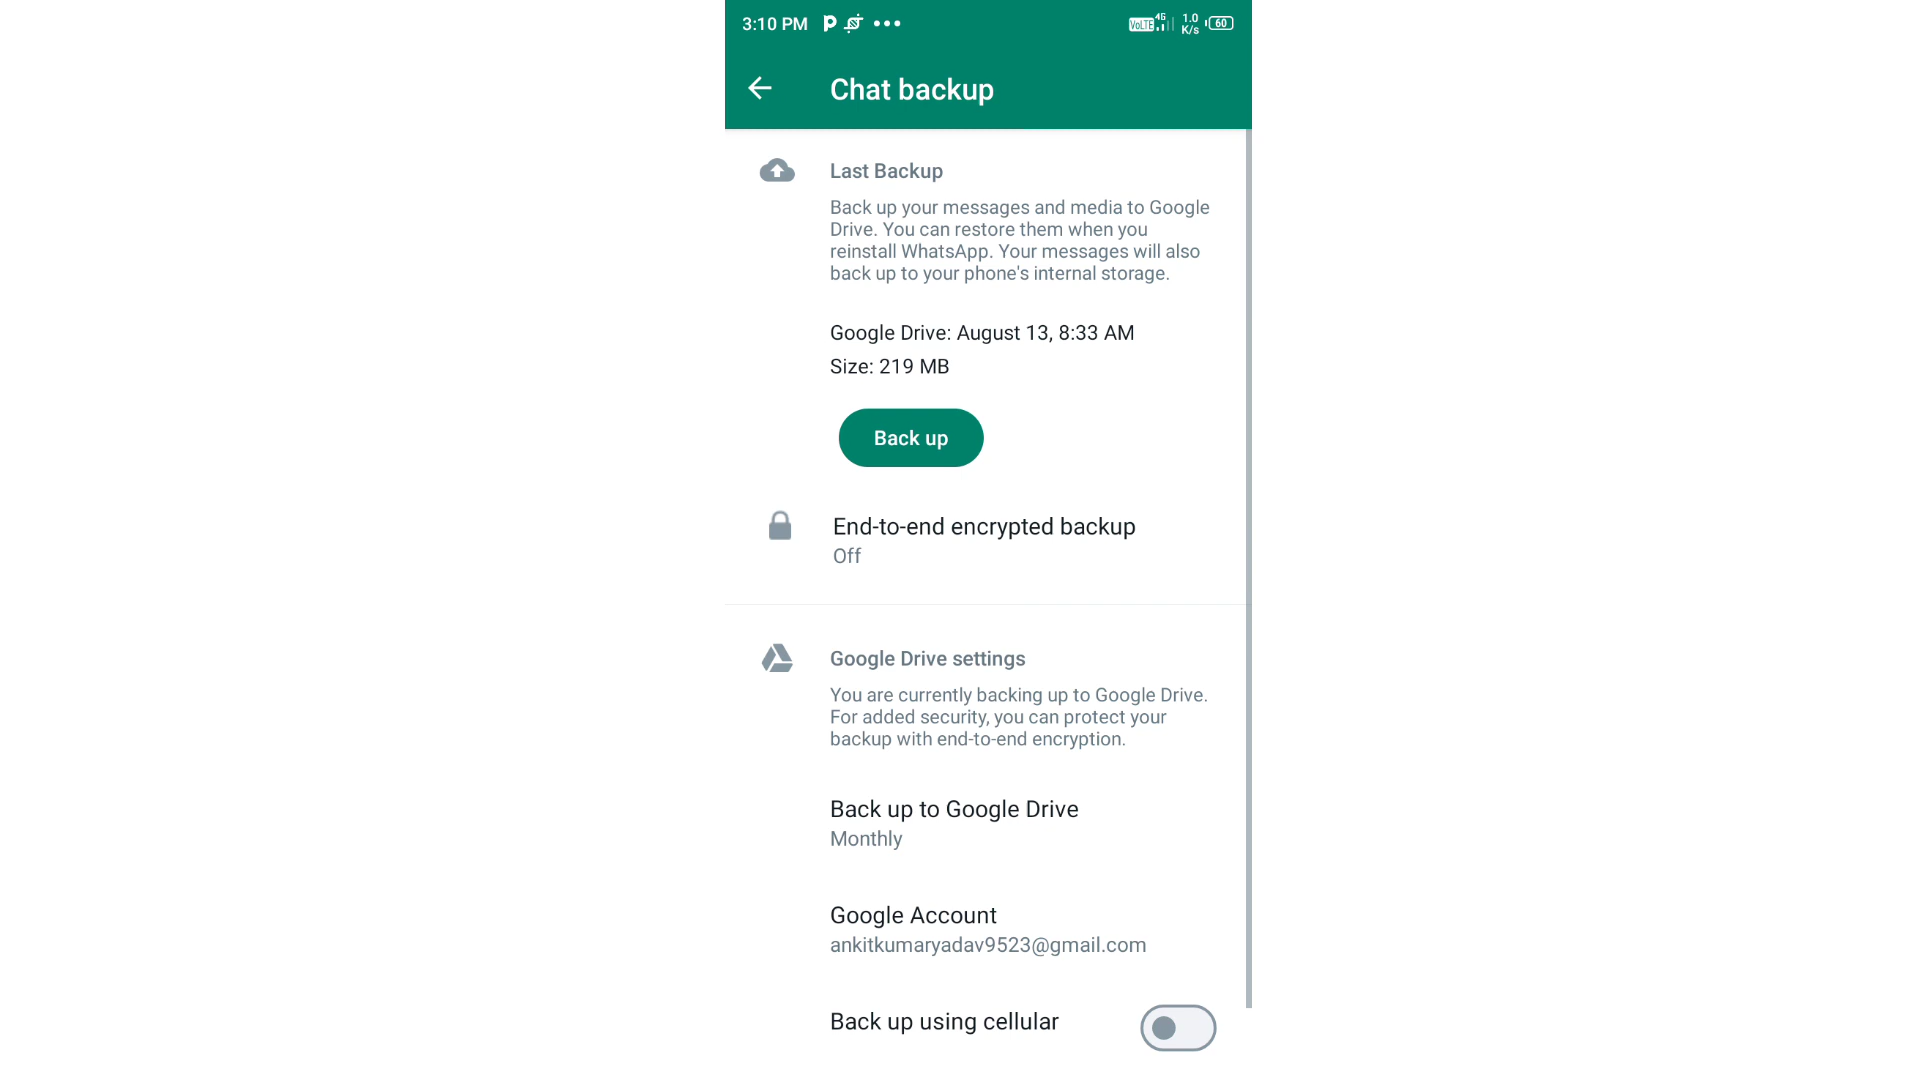 3:10 PM
VoLTE 4G 1.0 K/s 60
Chat backup
Last Backup
Back up your messages and media to Google
Drive. You can restore them when you
reinstall WhatsApp. Your messages will also
back up to your phone's internal storage.
Google Drive: August 13, 8:33 AM
Size: 219 MB
Back up
End-to-end encrypted backup
Off
Google Drive settings
You are currently backing up to Google Drive.
For added security, you can protect your
backup with end-to-end encryption.
Back up to Google Drive
Monthly
Google Account
ankitkumaryadav9523@gmail.com
Back up using cellular